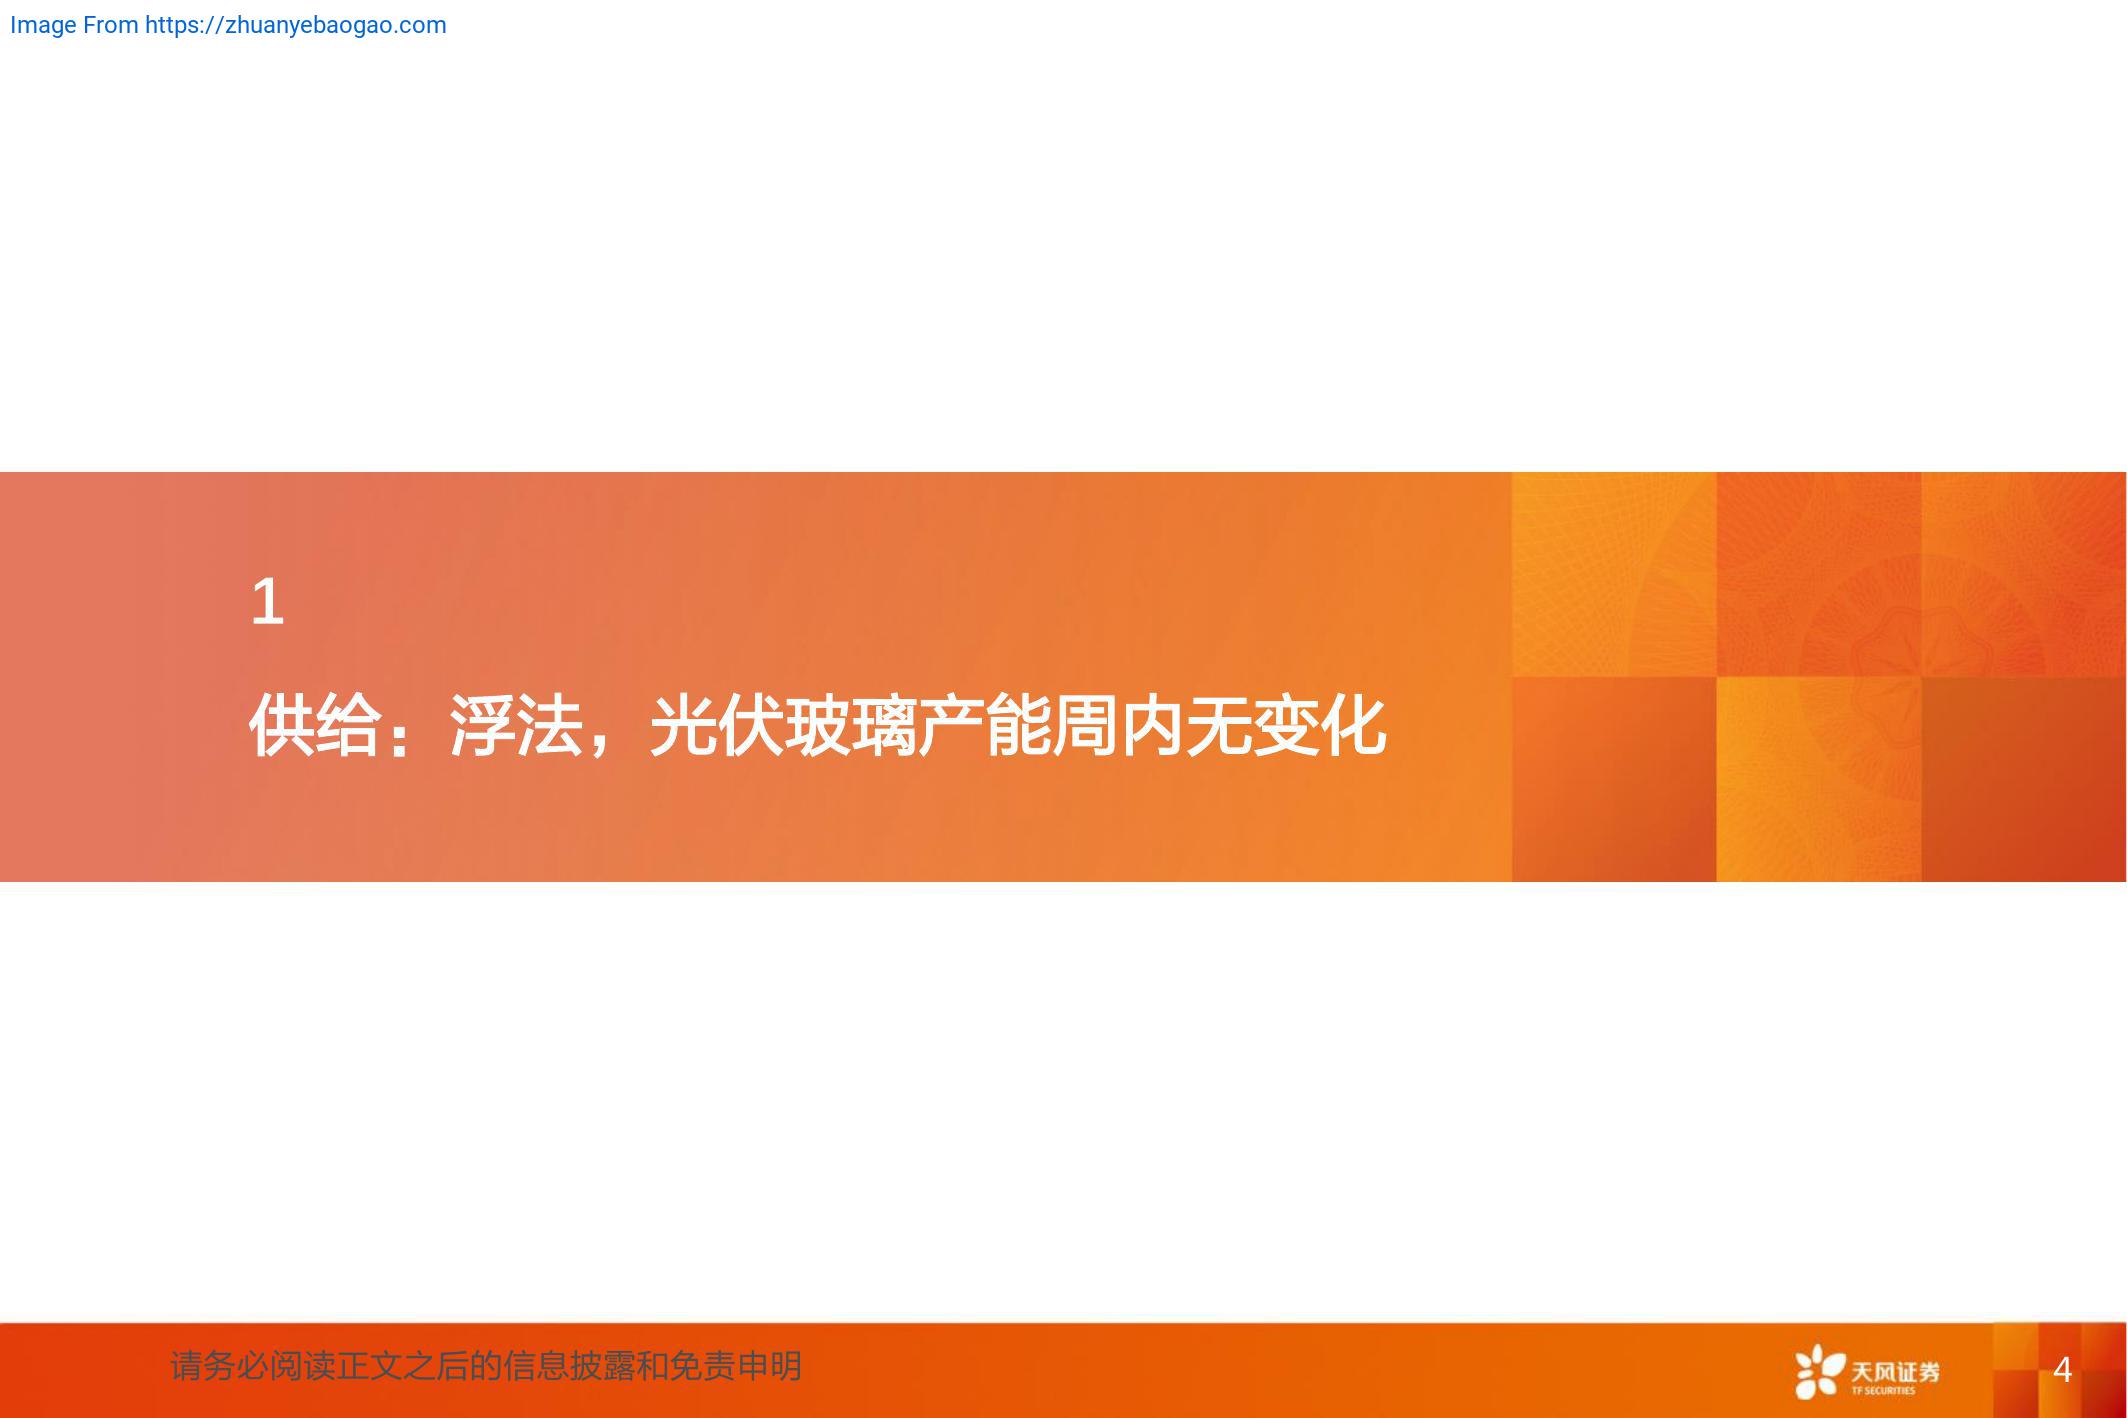 Image From https://zhuanyebaogao.com
1
供给：浮法，光伏玻璃产能周内无变化
请务必阅读正文之后的信息披露和免责申明
天风证券
TF SECURITIES
4